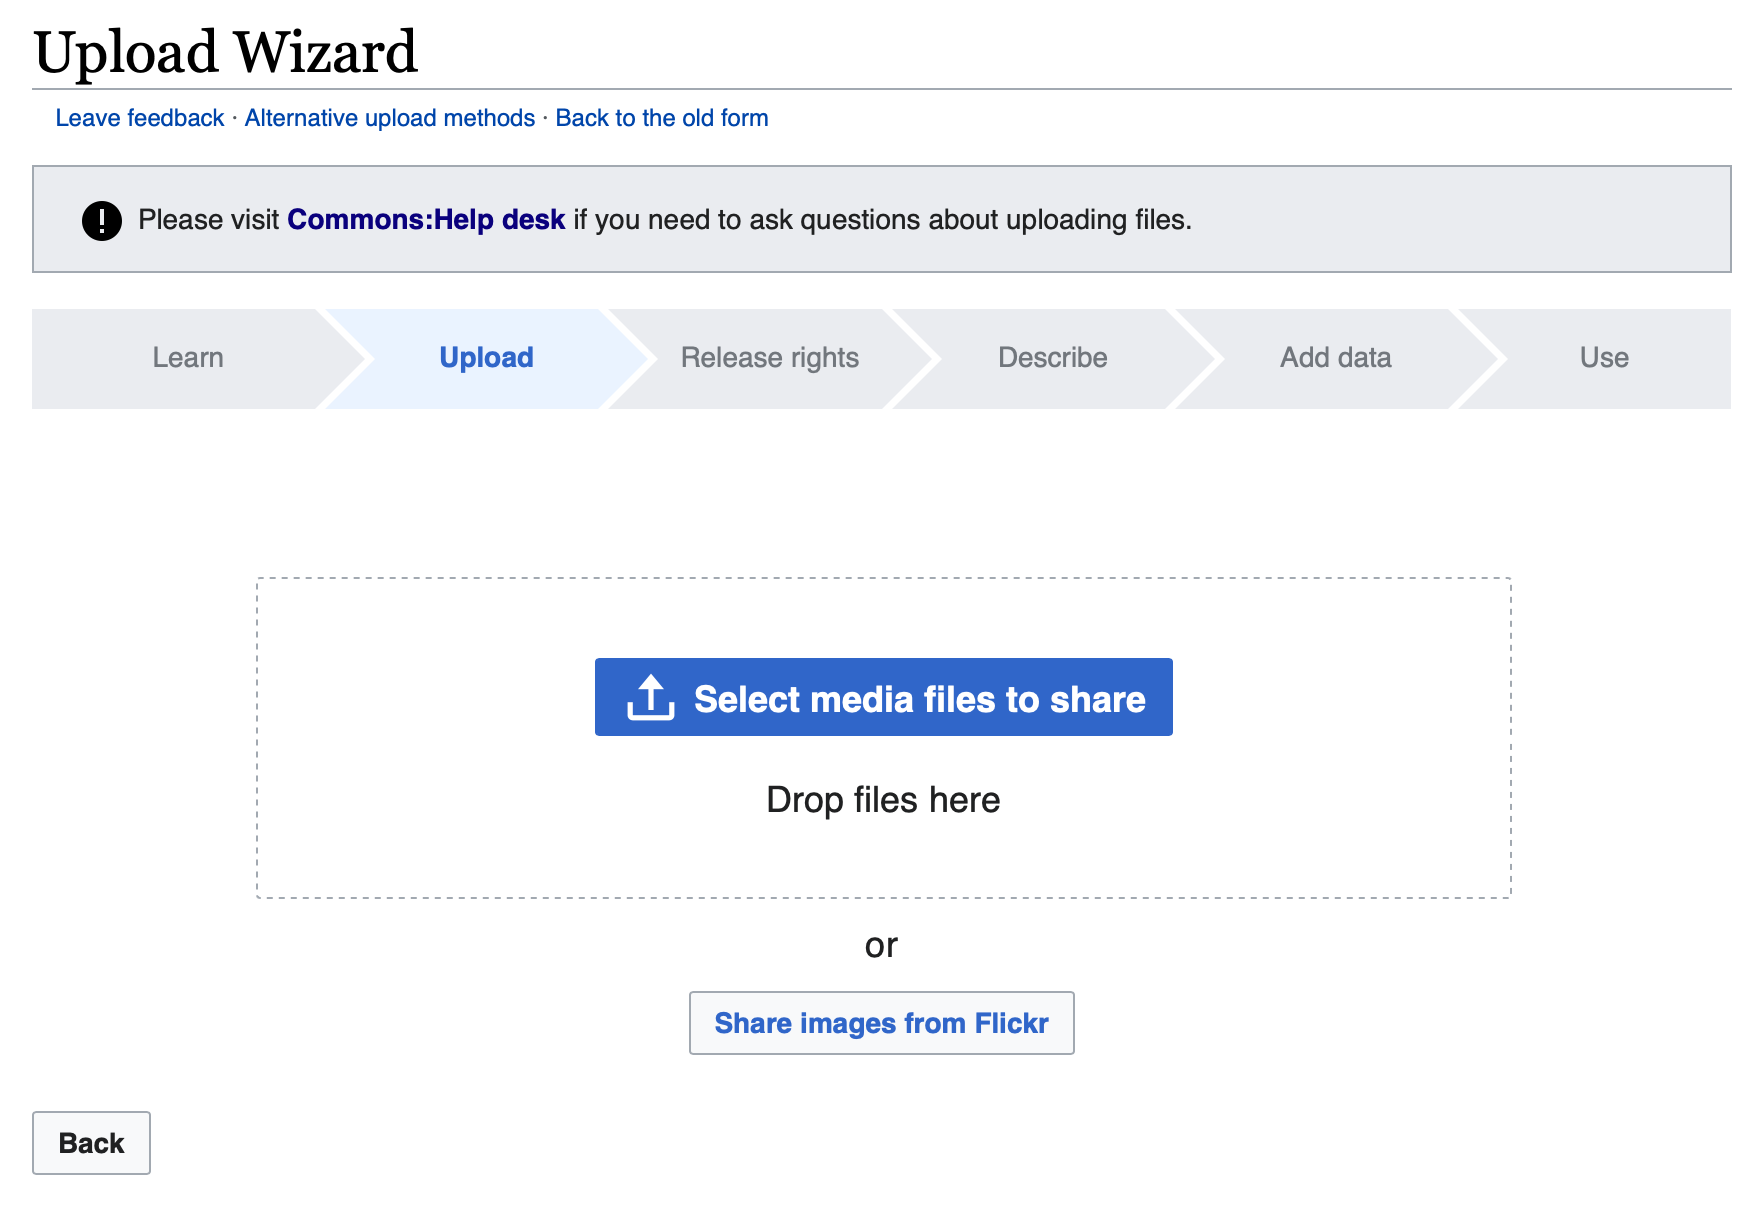 Upload Wizard
Leave feedback · Alternative upload methods · Back to the old form
Please visit Commons:Help desk if you need to ask questions about uploading files.
Learn Upload Release rights Describe Add data Use
Select media files to share
Drop files here
or
Share images from Flickr
Back